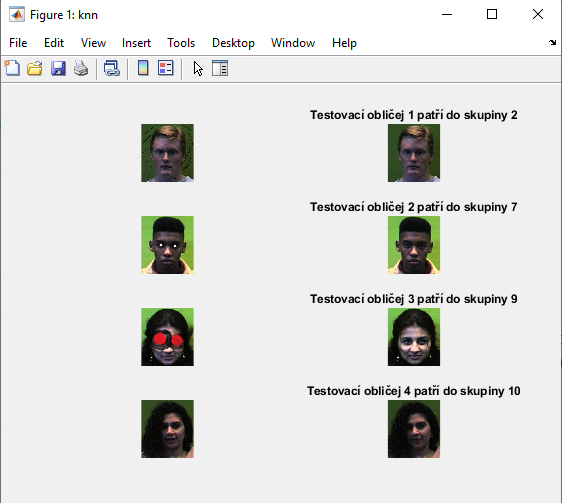 Figure 1: knn
File Edit View Insert Tools Desktop Window Help
Testovací obličej 1 patří do skupiny 2
Testovací obličej 2 patří do skupiny 7
Testovací obličej 3 patří do skupiny 9
Testovací obličej 4 patří do skupiny 10